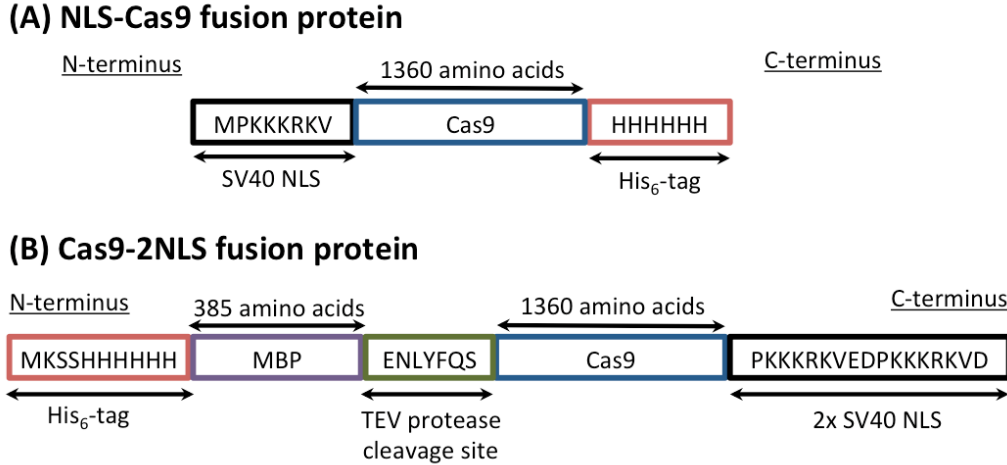 (A) NLS-Cas9 fusion protein
N-terminus
1360 amino acids
C-terminus
MPKKKRKV
Cas9
HHHHHH
SV40 NLS
His6-tag
(B) Cas9-2NLS fusion protein
N-terminus
385 amino acids
1360 amino acids
C-terminus
MKSSHHHHHH
MBP
ENLYFQS
Cas9
PKKKRKVEDPKKKRKVD
His6-tag
TEV protease
cleavage site
2x SV40 NLS